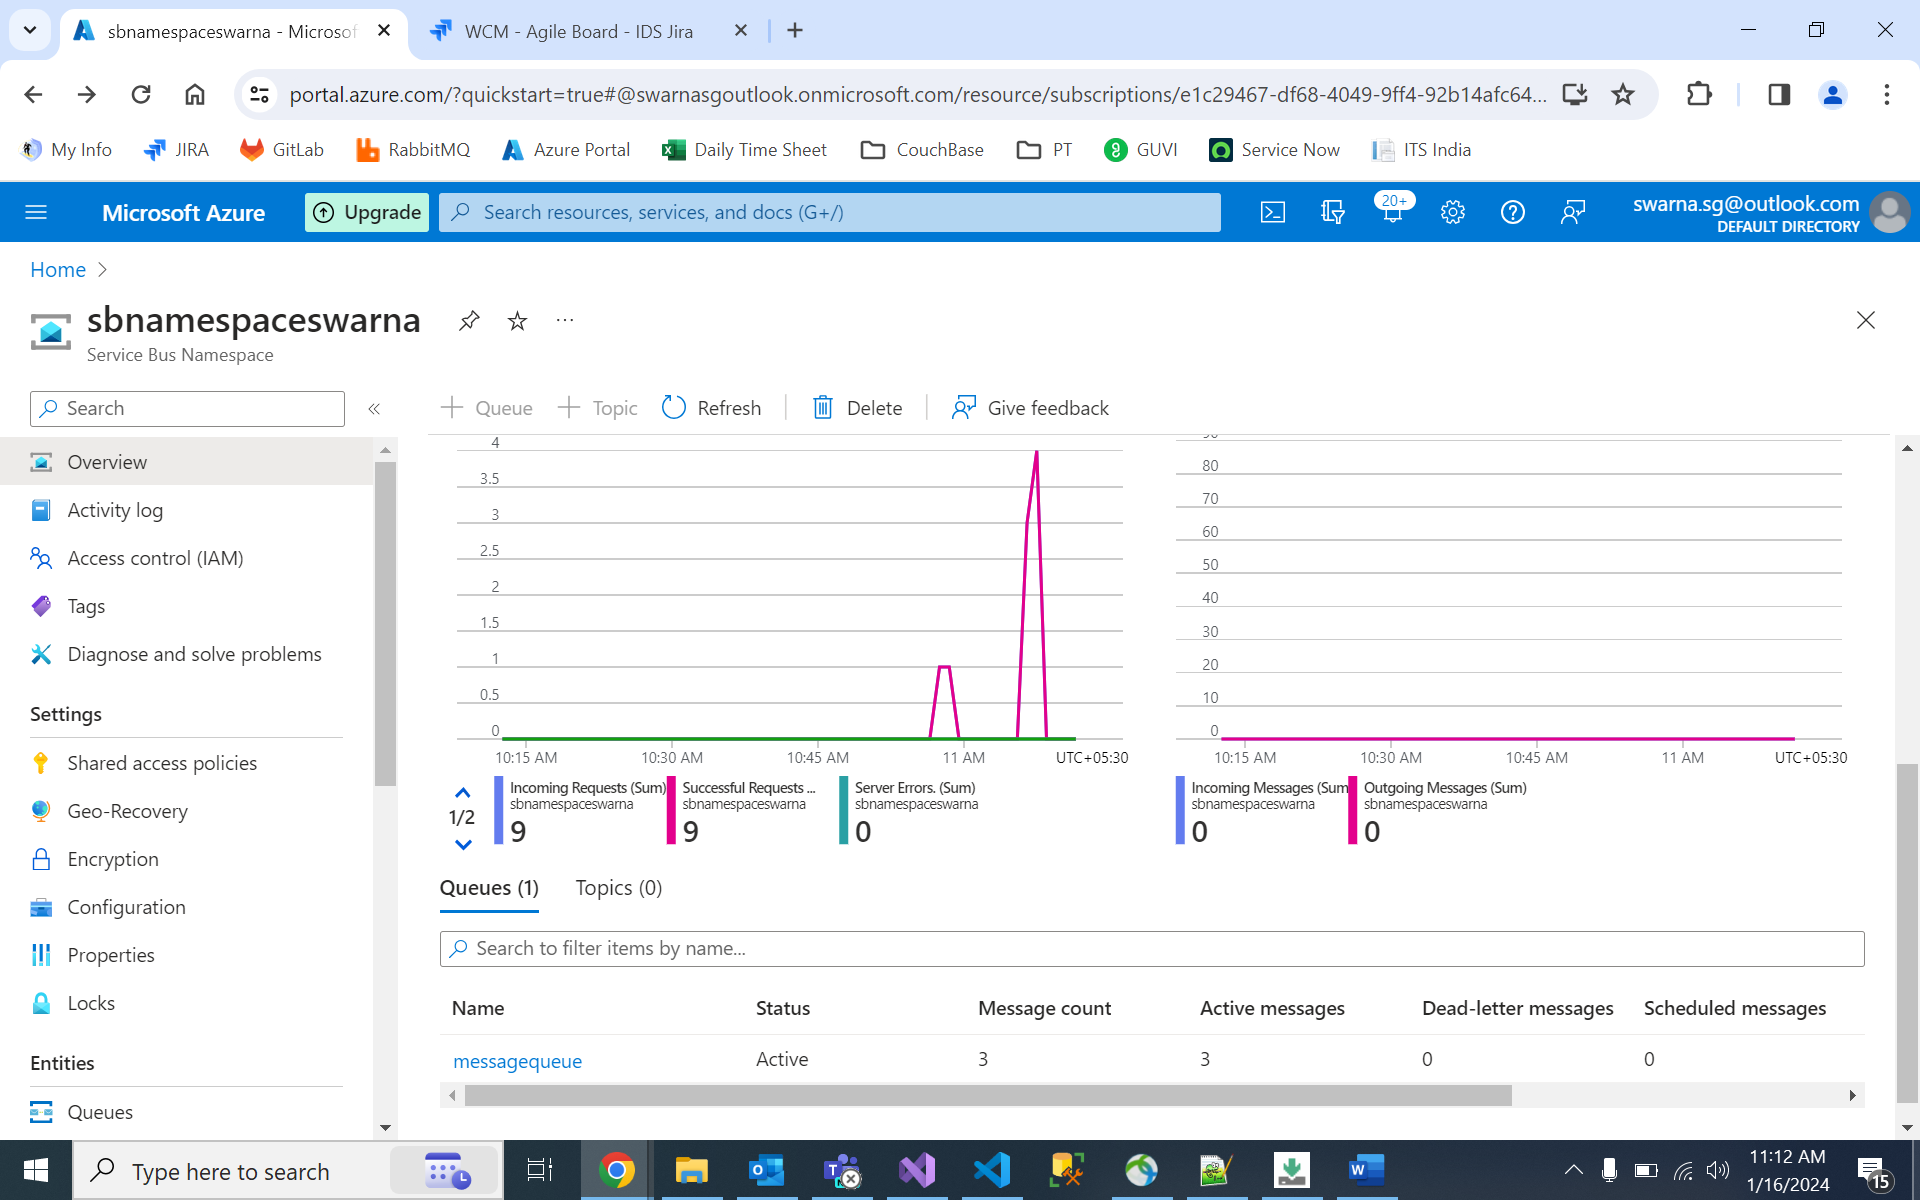 sbnamespaceswarna - Microsof
WCM - Agile Board - IDS Jira
portal.azure.com/?quickstart=true#@swarnasgoutlook.onmicrosoft.com/resource/subscriptions/e1c29467-df68-4049-9ff4-92b14afc64...
My Info JIRA GitLab RabbitMQ Azure Portal Daily Time Sheet CouchBase PT GUVI Service Now ITS India
Microsoft Azure Upgrade Search resources, services, and docs (G+/) 20+ swarna.sg@outlook.com
DEFAULT DIRECTORY
Home
sbnamespaceswarna
Service Bus Namespace
Search
Queue Topic Refresh Delete Give feedback
Overview
Activity log
Access control (IAM)
Tags
Diagnose and solve problems
Settings
Shared access policies
Geo-Recovery
Encryption
Configuration
Properties
Locks
Entities
Queues
4
3.5
3
2.5
2
1.5
1
0.5
0
10:15 AM 10:30 AM 10:45 AM 11 AM UTC+05:30
1/2
Incoming Requests (Sum) Successful Requests ... Server Errors. (Sum)
sbnamespaceswarna sbnamespaceswarna sbnamespaceswarna
9 9 0
80
70
60
50
40
30
20
10
0
10:15 AM 10:30 AM 10:45 AM 11 AM UTC+05:30
Incoming Messages (Sum Outgoing Messages (Sum)
sbnamespaceswarna sbnamespaceswarna
0 0
Queues (1) Topics (0)
Search to filter items by name...
Name Status Message count Active messages Dead-letter messages Scheduled messages
messagequeue Active 3 3 0 0
Type here to search
11:12 AM
1/16/2024
15